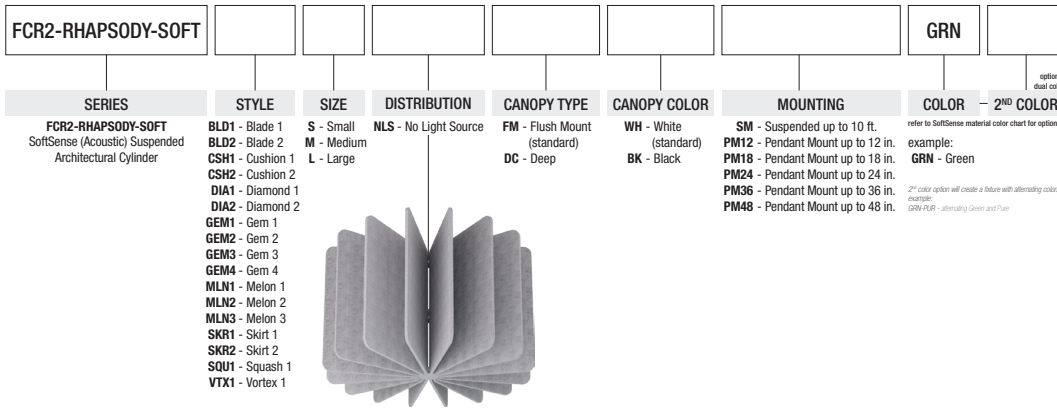 FCR2-RHAPSODY-SOFT
GRN
option
dual col
SERIES
STYLE
SIZE
DISTRIBUTION
CANOPY TYPE
CANOPY COLOR
MOUNTING
COLOR – 2ND COLOR
FCR2-RHAPSODY-SOFT
SoftSense (Acoustic) Suspended
Architectural Cylinder
BLD1 - Blade 1
BLD2 - Blade 2
CSH1 - Cushion 1
CSH2 - Cushion 2
DIA1 - Diamond 1
DIA2 - Diamond 2
GEM1 - Gem 1
GEM2 - Gem 2
GEM3 - Gem 3
GEM4 - Gem 4
MLN1 - Melon 1
MLN2 - Melon 2
MLN3 - Melon 3
SKR1 - Skirt 1
SKR2 - Skirt 2
SQU1 - Squash 1
VTX1 - Vortex 1
S - Small
M - Medium
L - Large
NLS - No Light Source
FM - Flush Mount
(standard)
DC - Deep
WH - White
(standard)
BK - Black
SM - Suspended up to 10 ft.
PM12 - Pendant Mount up to 12 in.
PM18 - Pendant Mount up to 18 in.
PM24 - Pendant Mount up to 24 in.
PM36 - Pendant Mount up to 36 in.
PM48 - Pendant Mount up to 48 in.
refer to SoftSense material color chart for option
example:
GRN - Green
color option will create a fixture with alternating color
example:
GRN-PUR - alternating Green and